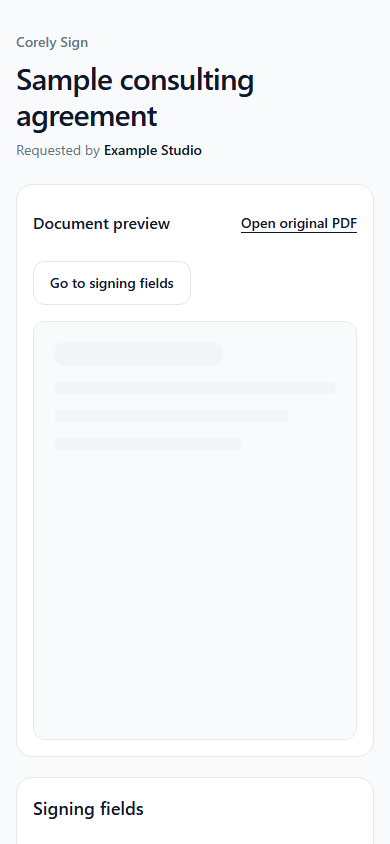 Corely Sign
Sample consulting
agreement
Requested by Example Studio
Document preview
Open original PDF
Go to signing fields
Signing fields